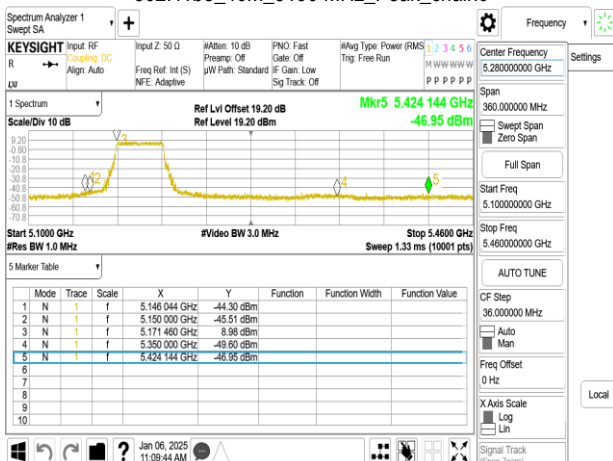 Spectrum Analyzer 1
Swept SA
+
Frequency
KEYSIGHT
R
Input: RF
Coupling: DC
Align: Auto
Input Z: 50 Ω
Freq Ref: Int (S)
NFE: Adaptive
#Atten: 10 dB
Preamp: Off
µW Path: Standard
PNO: Fast
Gate: Off
IF Gain: Low
Sig Track: Off
#Avg Type: Power (RMS
Trig: Free Run
1 2 3 4 5 6
M W W W W W
P P P P P P
Center Frequency
5.280000000 GHz
Settings
1 Spectrum
Scale/Div 10 dB
Ref Lvl Offset 19.20 dB
Ref Level 19.20 dBm
Mkr5 5.424 144 GHz
-46.95 dBm
Span
360.000000 MHz
Swept Span
Zero Span
Full Span
9.20
-0.80
-10.8
-20.8
-30.8
-40.8
-50.8
-60.8
-70.8
1 2
3
4
5
Start Freq
5.100000000 GHz
Stop Freq
5.460000000 GHz
AUTO TUNE
Start 5.1000 GHz
#Res BW 1.0 MHz
#Video BW 3.0 MHz
Stop 5.4600 GHz
Sweep 1.33 ms (10001 pts)
5 Marker Table
CF Step
36.000000 MHz
Auto
Man
Mode Trace Scale X Y Function Function Width Function Value
1 N 1 f 5.146 044 GHz -44.30 dBm
2 N 1 f 5.150 000 GHz -45.51 dBm
3 N 1 f 5.171 460 GHz 8.98 dBm
4 N 1 f 5.350 000 GHz -49.60 dBm
5 N 1 f 5.424 144 GHz -46.95 dBm
6
7
8
9
10
Freq Offset
0 Hz
X Axis Scale
Log
Lin
Local
Signal Track
?
Jan 06, 2025
11:09:44 AM